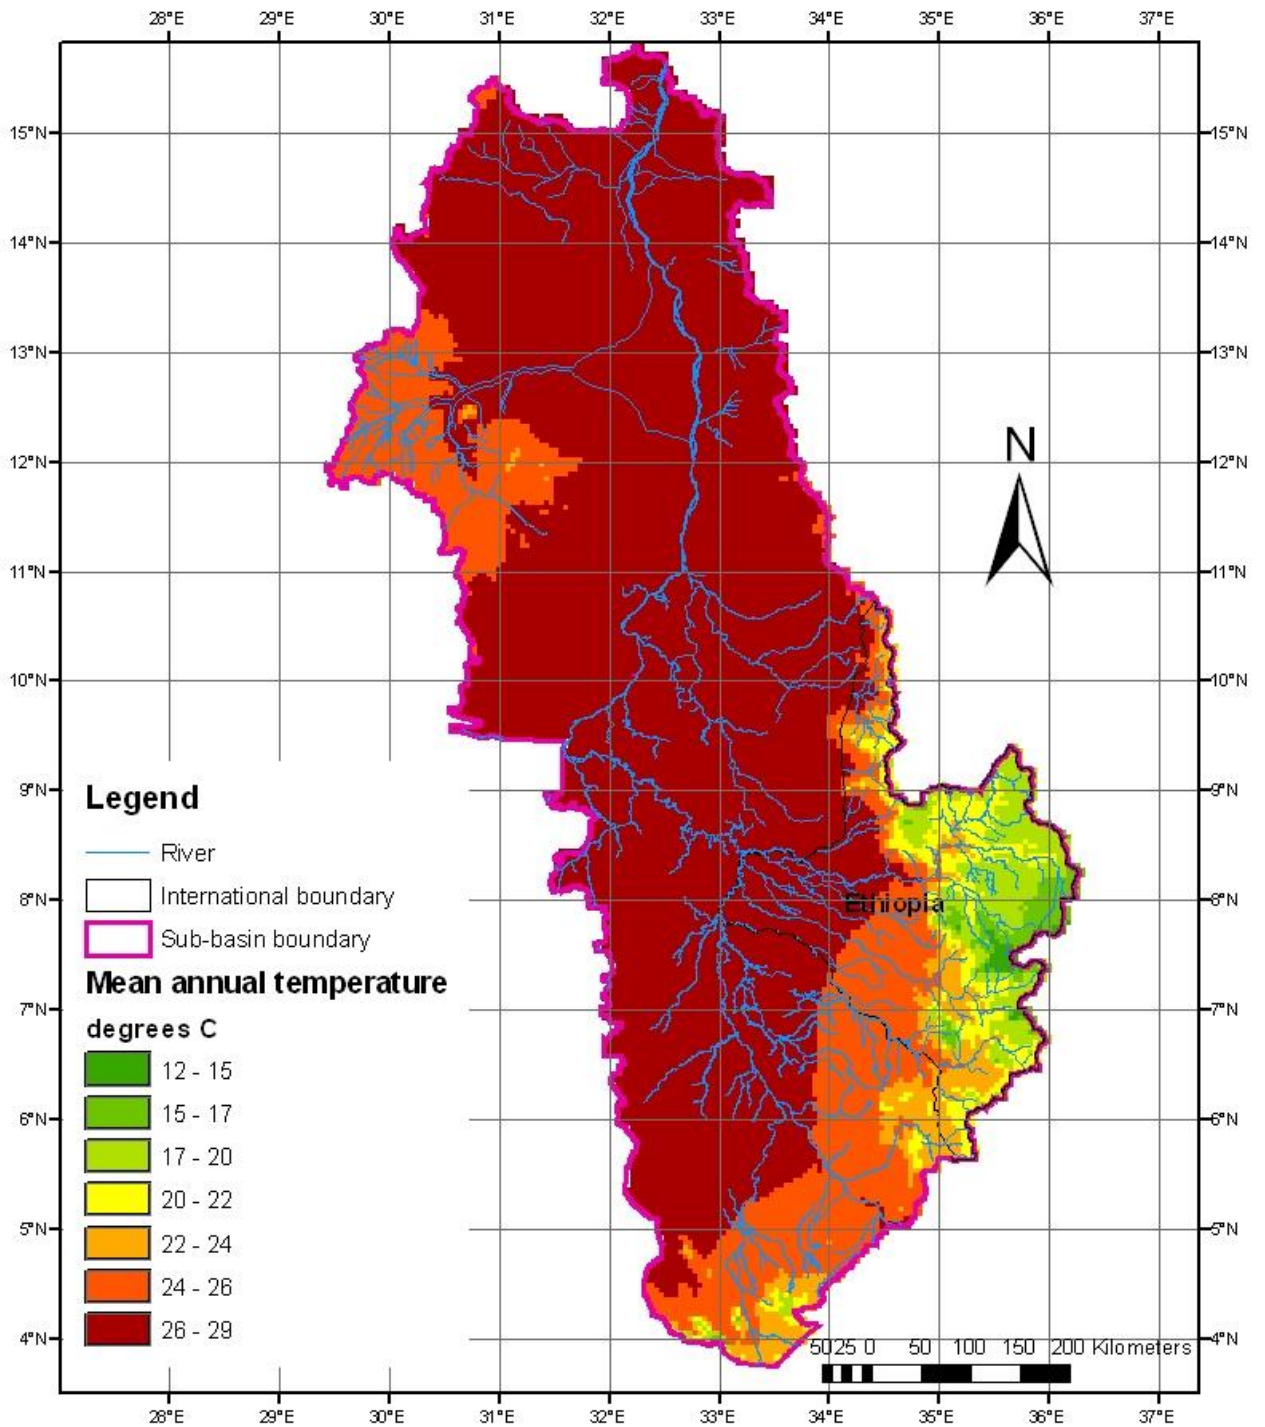 28°E 29°E 30°E 31°E 32°E 33°E 34°E 35°E 36°E 37°E
15°N 15°N
14°N 14°N
13°N 13°N
N
12°N 12°N
11°N 11°N
10°N 10°N
9°N 9°N
Legend
River
International boundary
8°N Ethiopia 8°N
Sub-basin boundary
Mean annual temperature
7°N 7°N
degrees C
12 - 15
15 - 17
6°N 6°N
17 - 20
20 - 22
5°N 5°N
22 - 24
24 - 26
26 - 29
4°N 4°N
5025 0 50 100 150 200 Kilometers
28°E 29°E 30°E 31°E 32°E 33°E 34°E 35°E 36°E 37°E